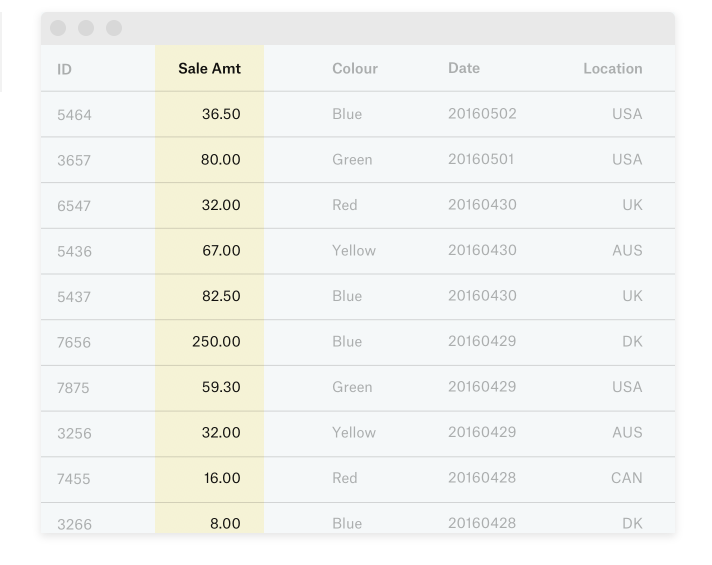 ID Sale Amt Colour Date Location
5464 36.50 Blue 20160502 USA
3657 80.00 Green 20160501 USA
6547 32.00 Red 20160430 UK
5436 67.00 Yellow 20160430 AUS
5437 82.50 Blue 20160430 UK
7656 250.00 Blue 20160429 DK
7875 59.30 Green 20160429 USA
3256 32.00 Yellow 20160429 AUS
7455 16.00 Red 20160428 CAN
3266 8.00 Blue 20160428 DK